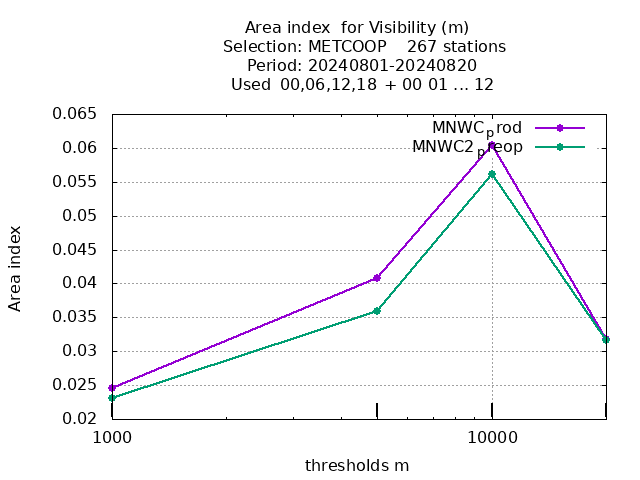 Area index  for Visibility (m)
Selection: METCOOP    267 stations
Period: 20240801-20240820
Used  00,06,12,18  + 00 01 ... 12
0.065
0.06
0.055
0.05
0.045
0.04
0.035
0.03
0.025
0.02
Area index
MNWCprod
MNWC2preop
1000
10000
thresholds m